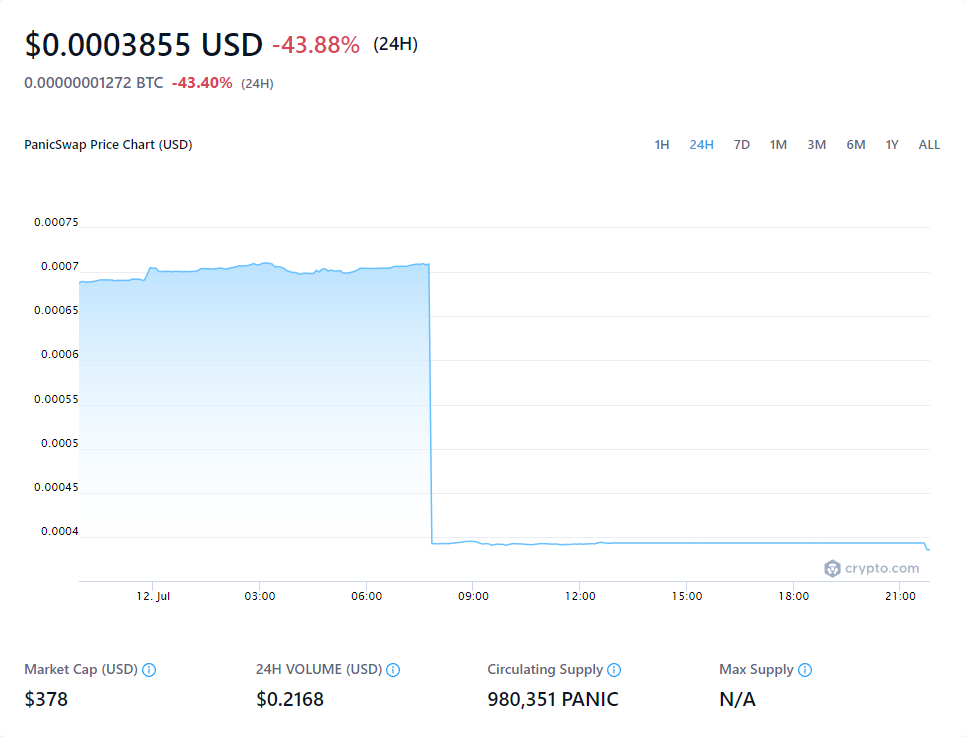 $0.0003855 USD -43.88% (24H)
0.00000001272 BTC -43.40% (24H)
PanicSwap Price Chart (USD) 1H 24H 7D 1M 3M 6M 1Y ALL
0.00075
0.0007
0.00065
0.0006
0.00055
0.0005
0.00045
0.0004
crypto.com
12. Jul 03:00 06:00 09:00 12:00 15:00 18:00 21:00
Market Cap (USD) 24H VOLUME (USD) Circulating Supply Max Supply
$378 $0.2168 980,351 PANIC N/A